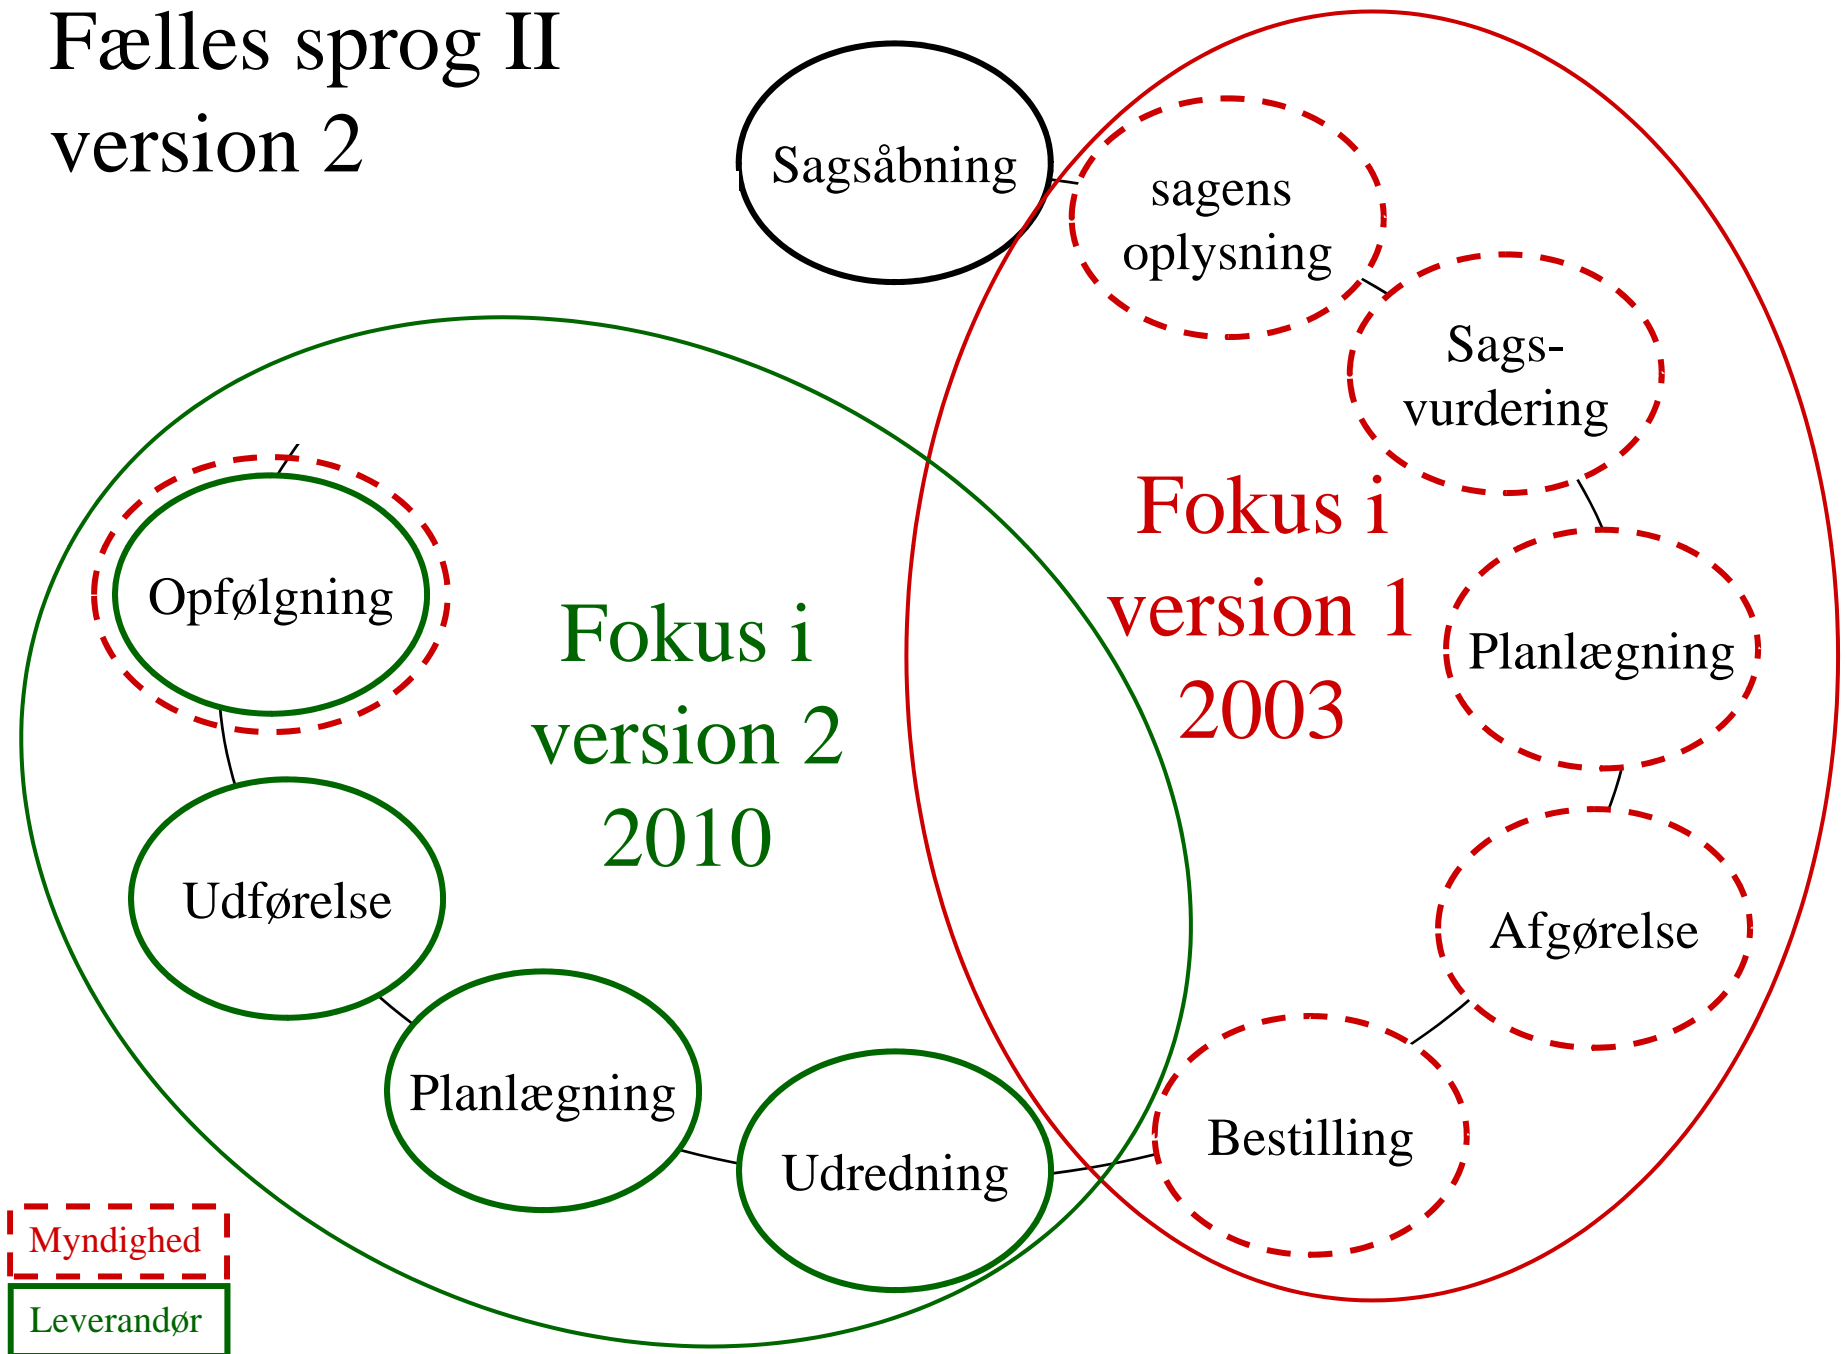 Fælles sprog II
version 2
Sagsåbning
sagens
oplysning
Sags-
vurdering
Fokus i
version 1
2003
Planlægning
Afgørelse
Bestilling
Udredning
Planlægning
Udførelse
Opfølgning
Fokus i
version 2
2010
Myndighed
Leverandør